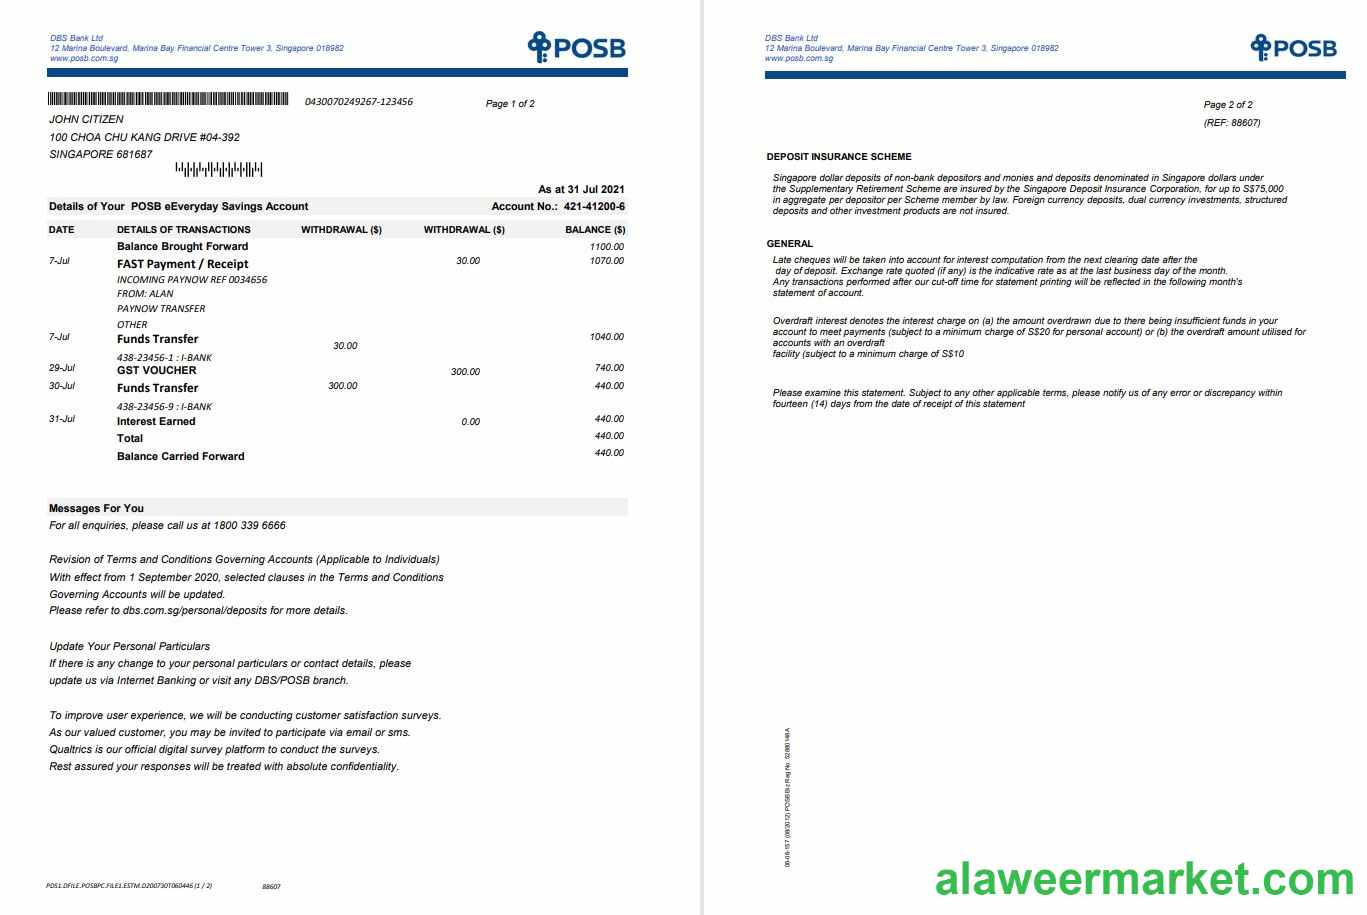 DBS Bank Ltd
12 Marina Boulevard, Marina Bay Financial Centre Tower 3, Singapore 018982
www.posb.com.sg
POSB
0430070249267-123456 Page 1 of 2
JOHN CITIZEN
100 CHOA CHU KANG DRIVE #04-392
SINGAPORE 681687
As at 31 Jul 2021
Details of Your POSB eEveryday Savings Account Account No.: 421-41200-6
DATE DETAILS OF TRANSACTIONS WITHDRAWAL ($) WITHDRAWAL ($) BALANCE ($)
Balance Brought Forward 1100.00
7-Jul FAST Payment / Receipt 30.00 1070.00
INCOMING PAYNOW REF 0034656
FROM: ALAN
PAYNOW TRANSFER
OTHER
7-Jul Funds Transfer 30.00 1040.00
438-23456-1 : I-BANK
29-Jul GST VOUCHER 300.00 740.00
30-Jul Funds Transfer 300.00 440.00
438-23456-9 : I-BANK
31-Jul Interest Earned 0.00 440.00
Total 440.00
Balance Carried Forward 440.00
Messages For You
For all enquiries, please call us at 1800 339 6666
Revision of Terms and Conditions Governing Accounts (Applicable to Individuals)
With effect from 1 September 2020, selected clauses in the Terms and Conditions
Governing Accounts will be updated.
Please refer to dbs.com.sg/personal/deposits for more details.
Update Your Personal Particulars
If there is any change to your personal particulars or contact details, please
update us via Internet Banking or visit any DBS/POSB branch.
To improve user experience, we will be conducting customer satisfaction surveys.
As our valued customer, you may be invited to participate via email or sms.
Qualtrics is our official digital survey platform to conduct the surveys.
Rest assured your responses will be treated with absolute confidentiality.
PDS1.DFILE.POSBPC.FILE1.ESTM.D200730T060446 (1 / 2) 88607
DBS Bank Ltd
12 Marina Boulevard, Marina Bay Financial Centre Tower 3, Singapore 018982
www.posb.com.sg
POSB
Page 2 of 2
(REF: 88607)
DEPOSIT INSURANCE SCHEME
Singapore dollar deposits of non-bank depositors and monies and deposits denominated in Singapore dollars under
the Supplementary Retirement Scheme are insured by the Singapore Deposit Insurance Corporation, for up to S$75,000
in aggregate per depositor per Scheme member by law. Foreign currency deposits, dual currency investments, structured
deposits and other investment products are not insured.
GENERAL
Late cheques will be taken into account for interest computation from the next clearing date after the
day of deposit. Exchange rate quoted (if any) is the indicative rate as at the last business day of the month.
Any transactions performed after our cut-off time for statement printing will be reflected in the following month's
statement of account.
Overdraft interest denotes the interest charge on (a) the amount overdrawn due to there being insufficient funds in your
account to meet payments (subject to a minimum charge of S$20 for personal account) or (b) the overdraft amount utilised for
accounts with an overdraft
facility (subject to a minimum charge of S$10
Please examine this statement. Subject to any other applicable terms, please notify us of any error or discrepancy within
fourteen (14) days from the date of receipt of this statement
alaweermarket.com